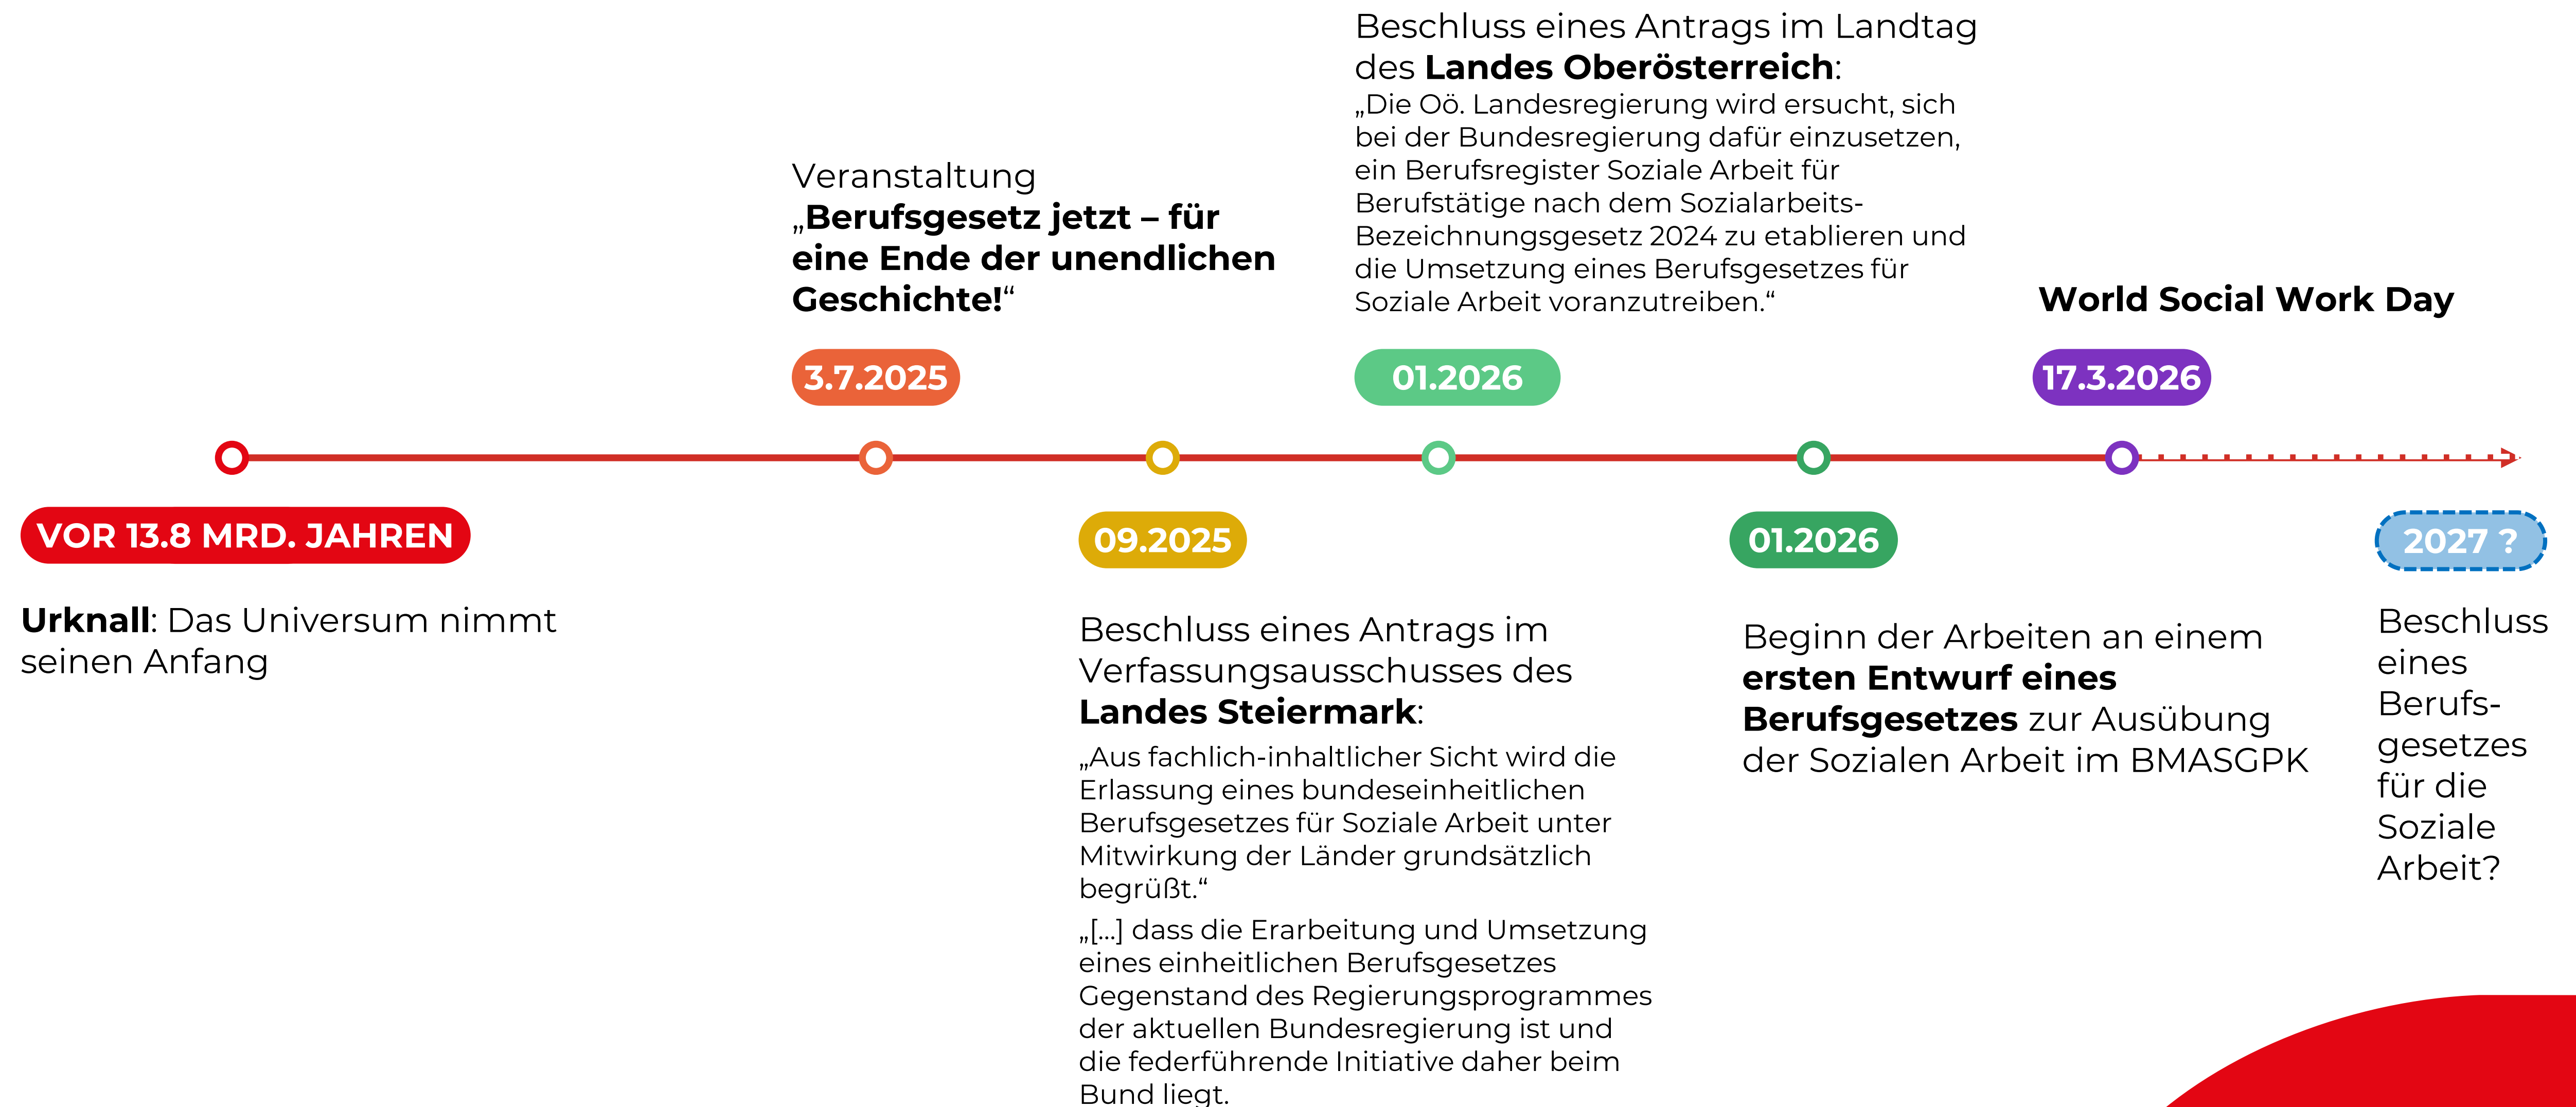 VOR 13.8 MRD. JAHREN
Urknall: Das Universum nimmt
seinen Anfang
Veranstaltung
„Berufsgesetz jetzt – für
eine Ende der unendlichen
Geschichte!“
3.7.2025
09.2025
Beschluss eines Antrags im
Verfassungsausschusses des
Landes Steiermark:
„Aus fachlich-inhaltlicher Sicht wird die
Erlassung eines bundeseinheitlichen
Berufsgesetzes für Soziale Arbeit unter
Mitwirkung der Länder grundsätzlich
begrüßt.“
„[...] dass die Erarbeitung und Umsetzung
eines einheitlichen Berufsgesetzes
Gegenstand des Regierungsprogrammes
der aktuellen Bundesregierung ist und
die federführende Initiative daher beim
Bund liegt.
Beschluss eines Antrags im Landtag
des Landes Oberösterreich:
„Die Oö. Landesregierung wird ersucht, sich
bei der Bundesregierung dafür einzusetzen,
ein Berufsregister Soziale Arbeit für
Berufstätige nach dem Sozialarbeits-
Bezeichnungsgesetz 2024 zu etablieren und
die Umsetzung eines Berufsgesetzes für
Soziale Arbeit voranzutreiben.“
01.2026
01.2026
Beginn der Arbeiten an einem
ersten Entwurf eines
Berufsgesetzes zur Ausübung
der Sozialen Arbeit im BMASGPK
World Social Work Day
17.3.2026
2027 ?
Beschluss
eines
Berufs-
gesetzes
für die
Soziale
Arbeit?